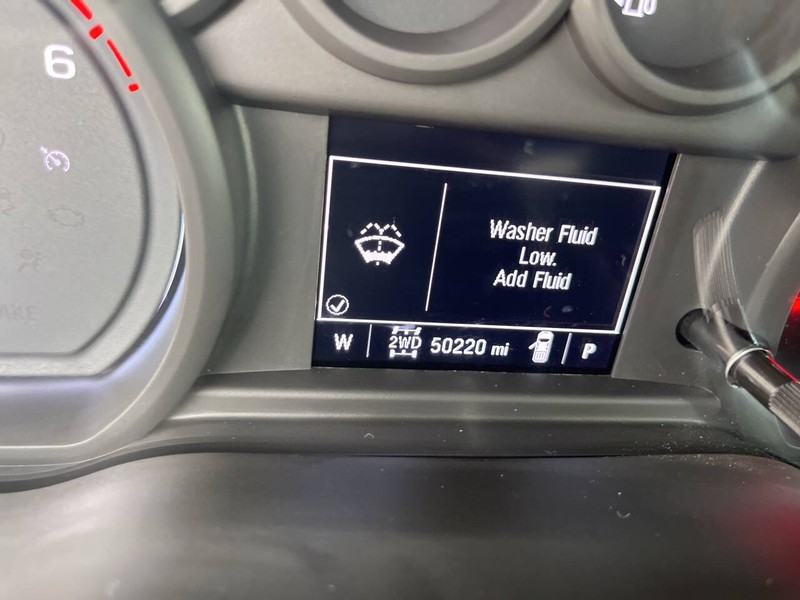 6
Washer Fluid
Low.
Add Fluid
W 2WD 50220 mi P